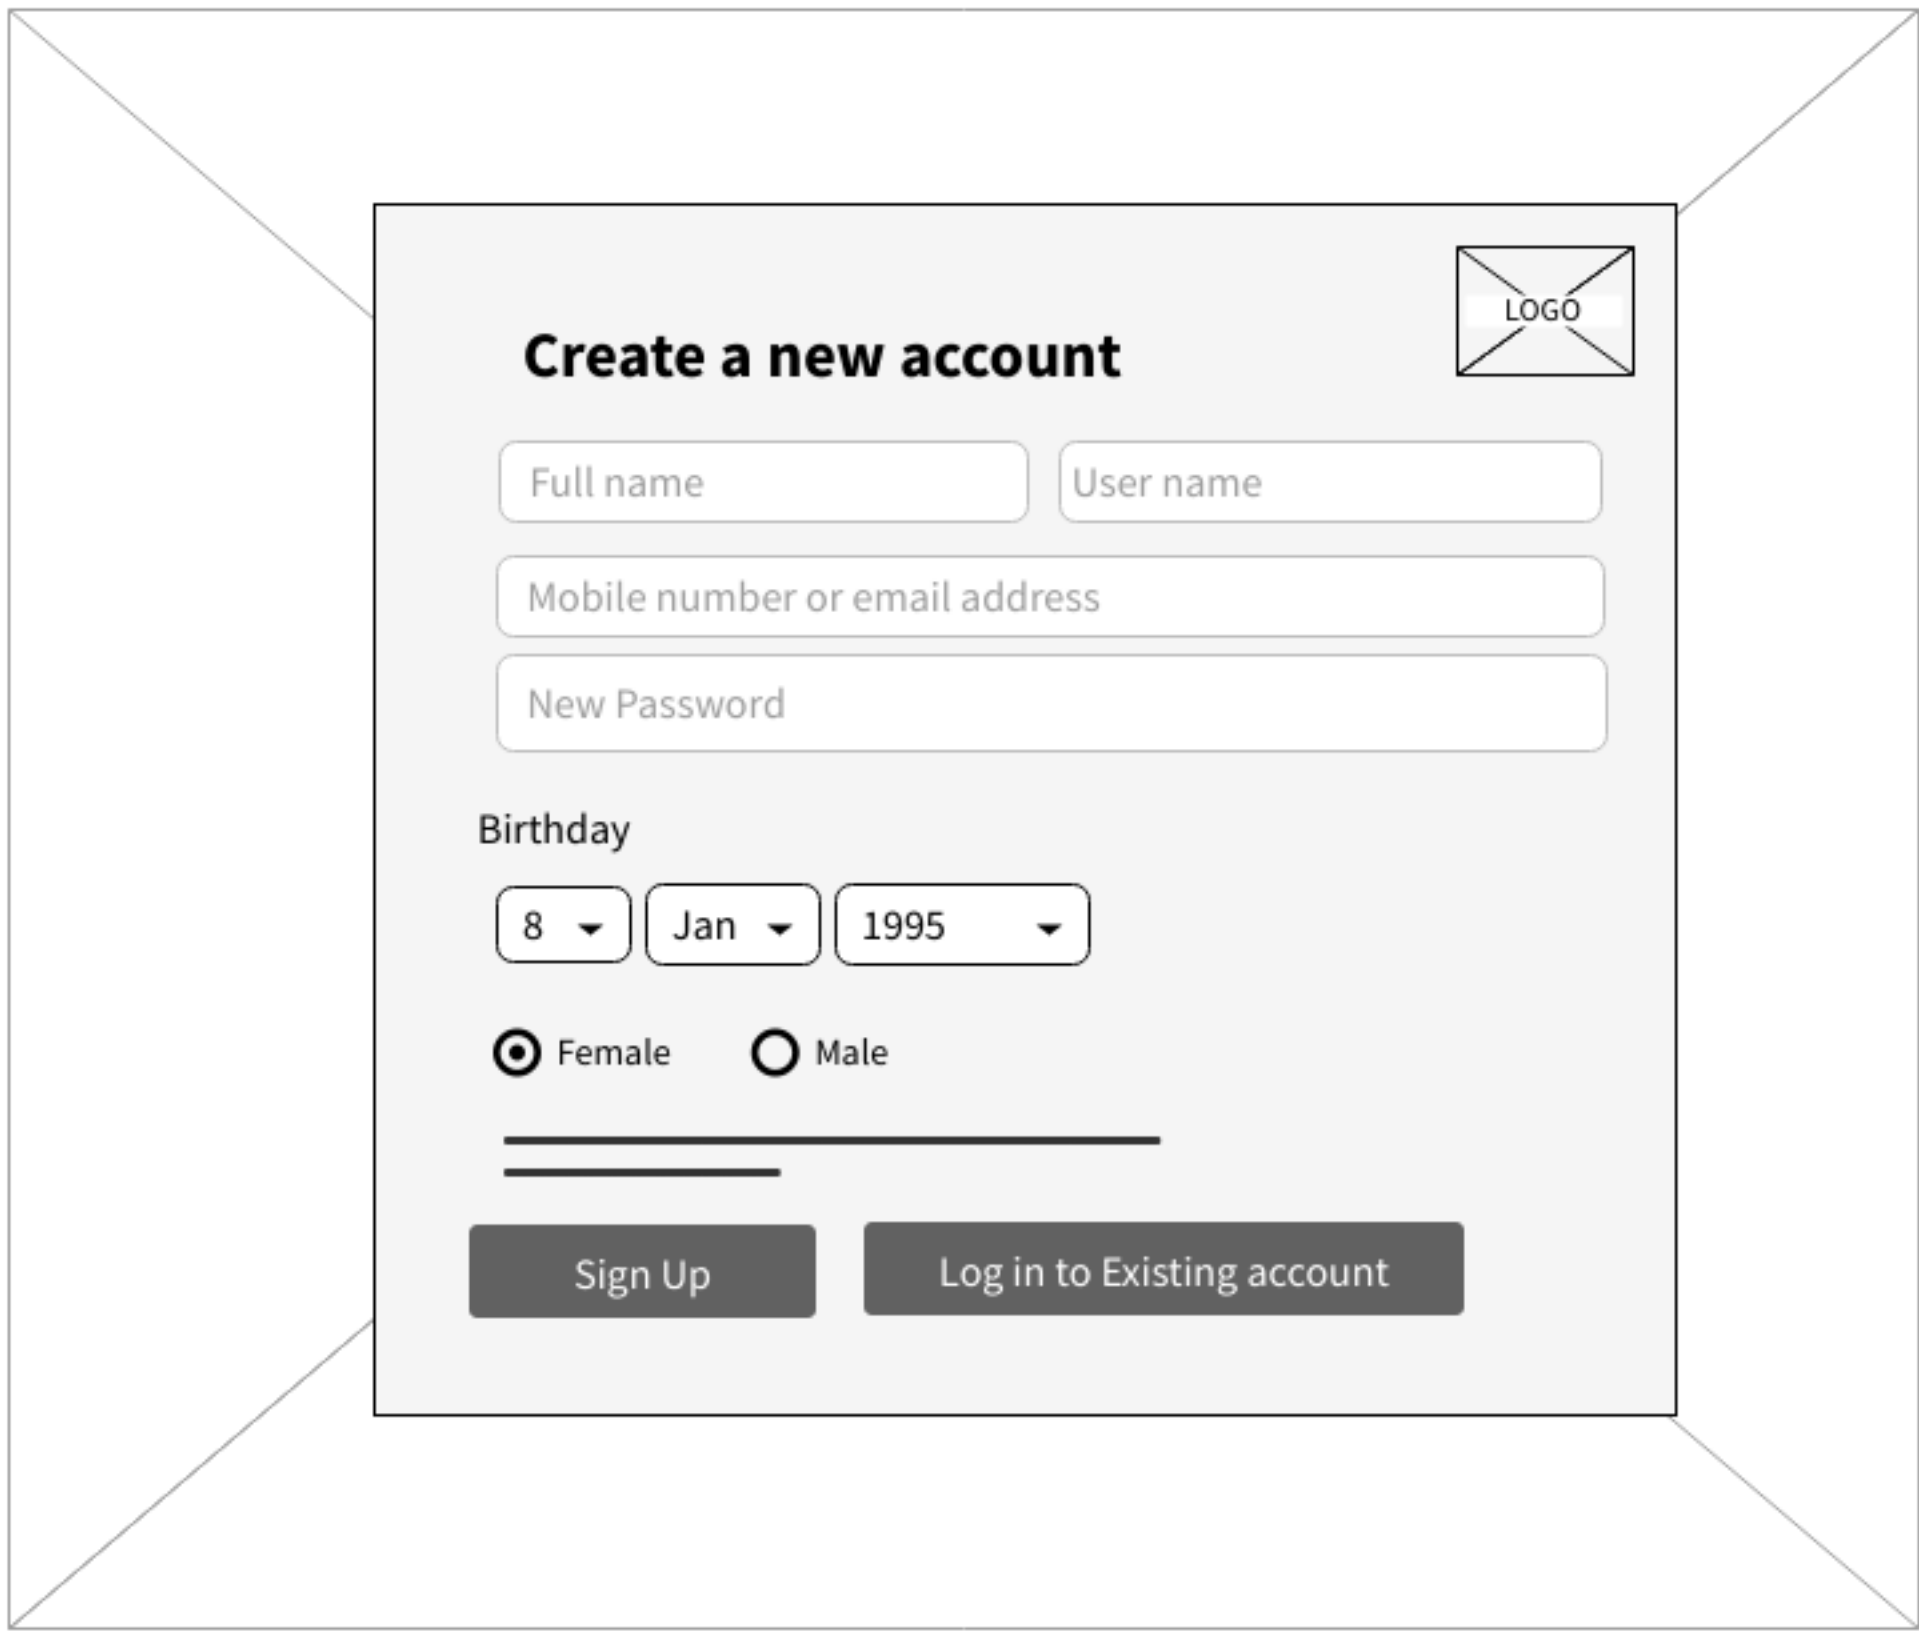 LOGO
Create a new account
Full name
User name
Mobile number or email address
New Password
Birthday
8
Jan
1995
Female
Male
Sign Up
Log in to Existing account